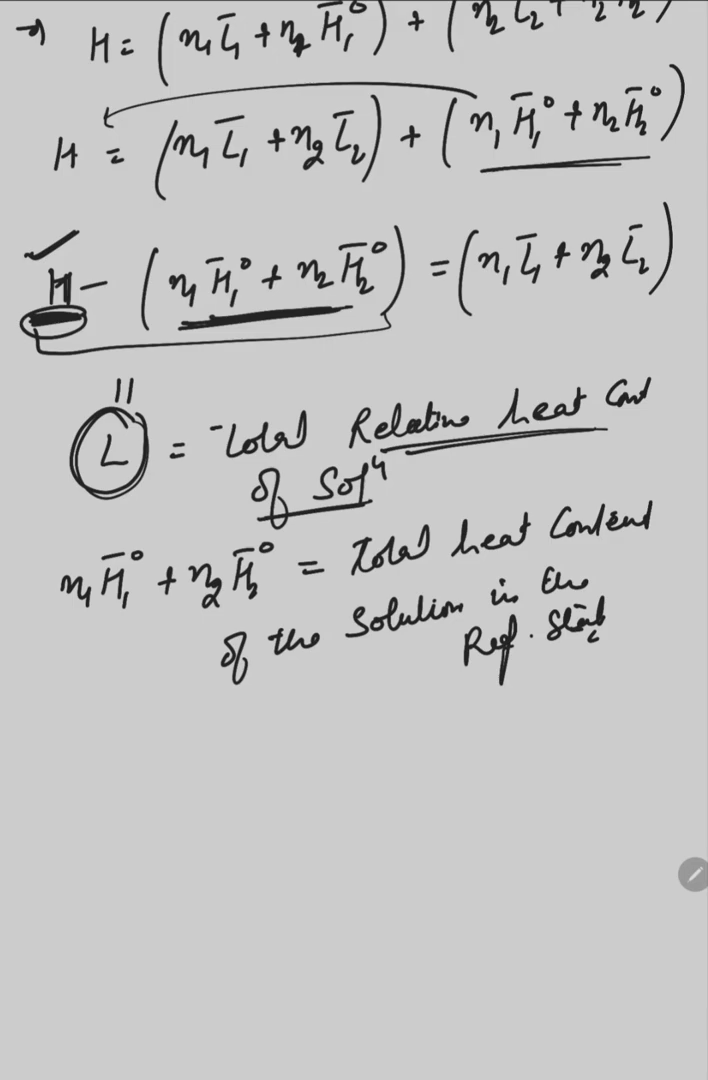 → H = (n₁L̄₁ + n₂H̄₁°) + (n₂L̄₂ +
H = (n₁L̄₁ + n₂L̄₂) + (n₁H̄₁° + n₂H̄₂°)
H - (n₁H̄₁° + n₂H̄₂°) = (n₁L̄₁ + n₂L̄₂)
L = Total Relative heat Cont
of Solⁿ
n₁H̄₁° + n₂H̄₂° = Total heat Content
of the Solution in the
Ref. State